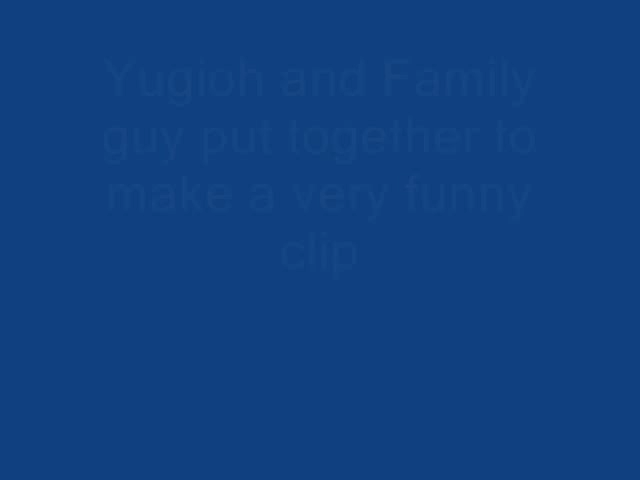 Yugioh and Family
guy put together to
make a very funny
clip